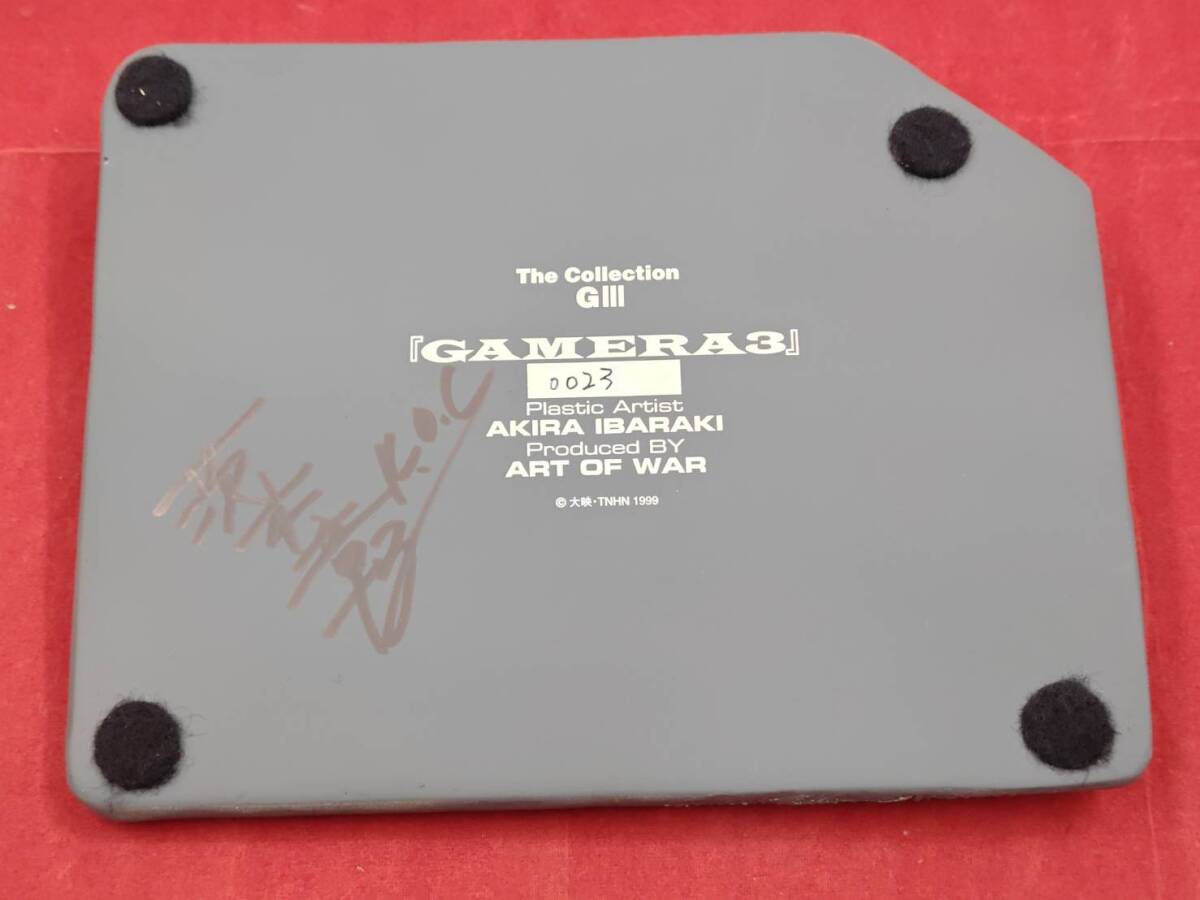 The Collection
GIII
『GAMERA3』
0023
Plastic Artist
AKIRA IBARAKI
Produced BY
ART OF WAR
© 大映・TNHN 1999